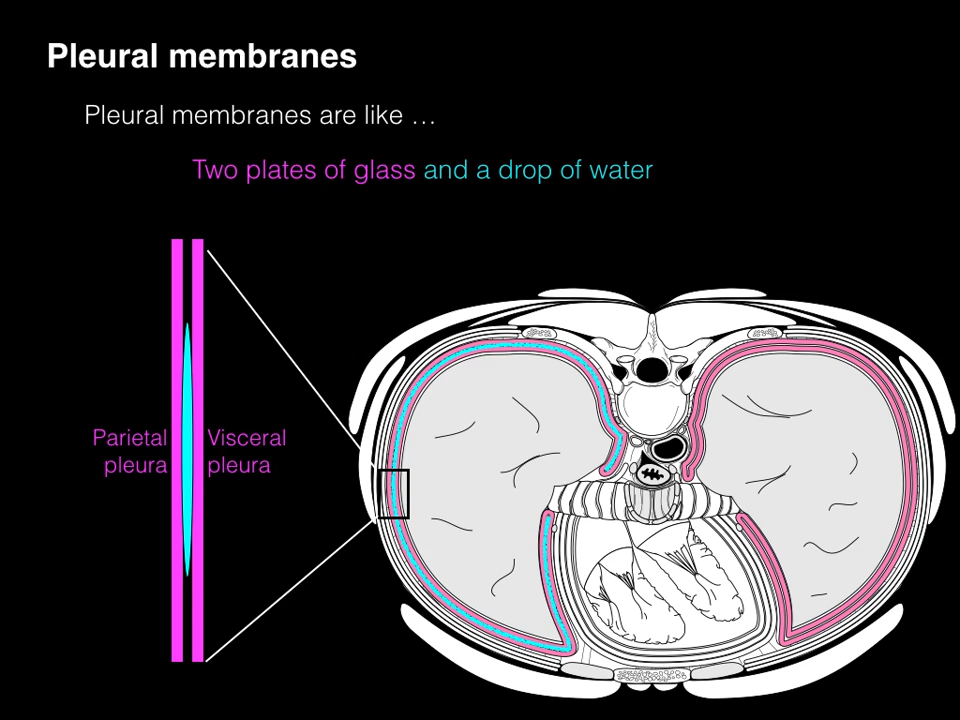 Pleural membranes
Pleural membranes are like …
Two plates of glass and a drop of water
Parietal
pleura
Visceral
pleura